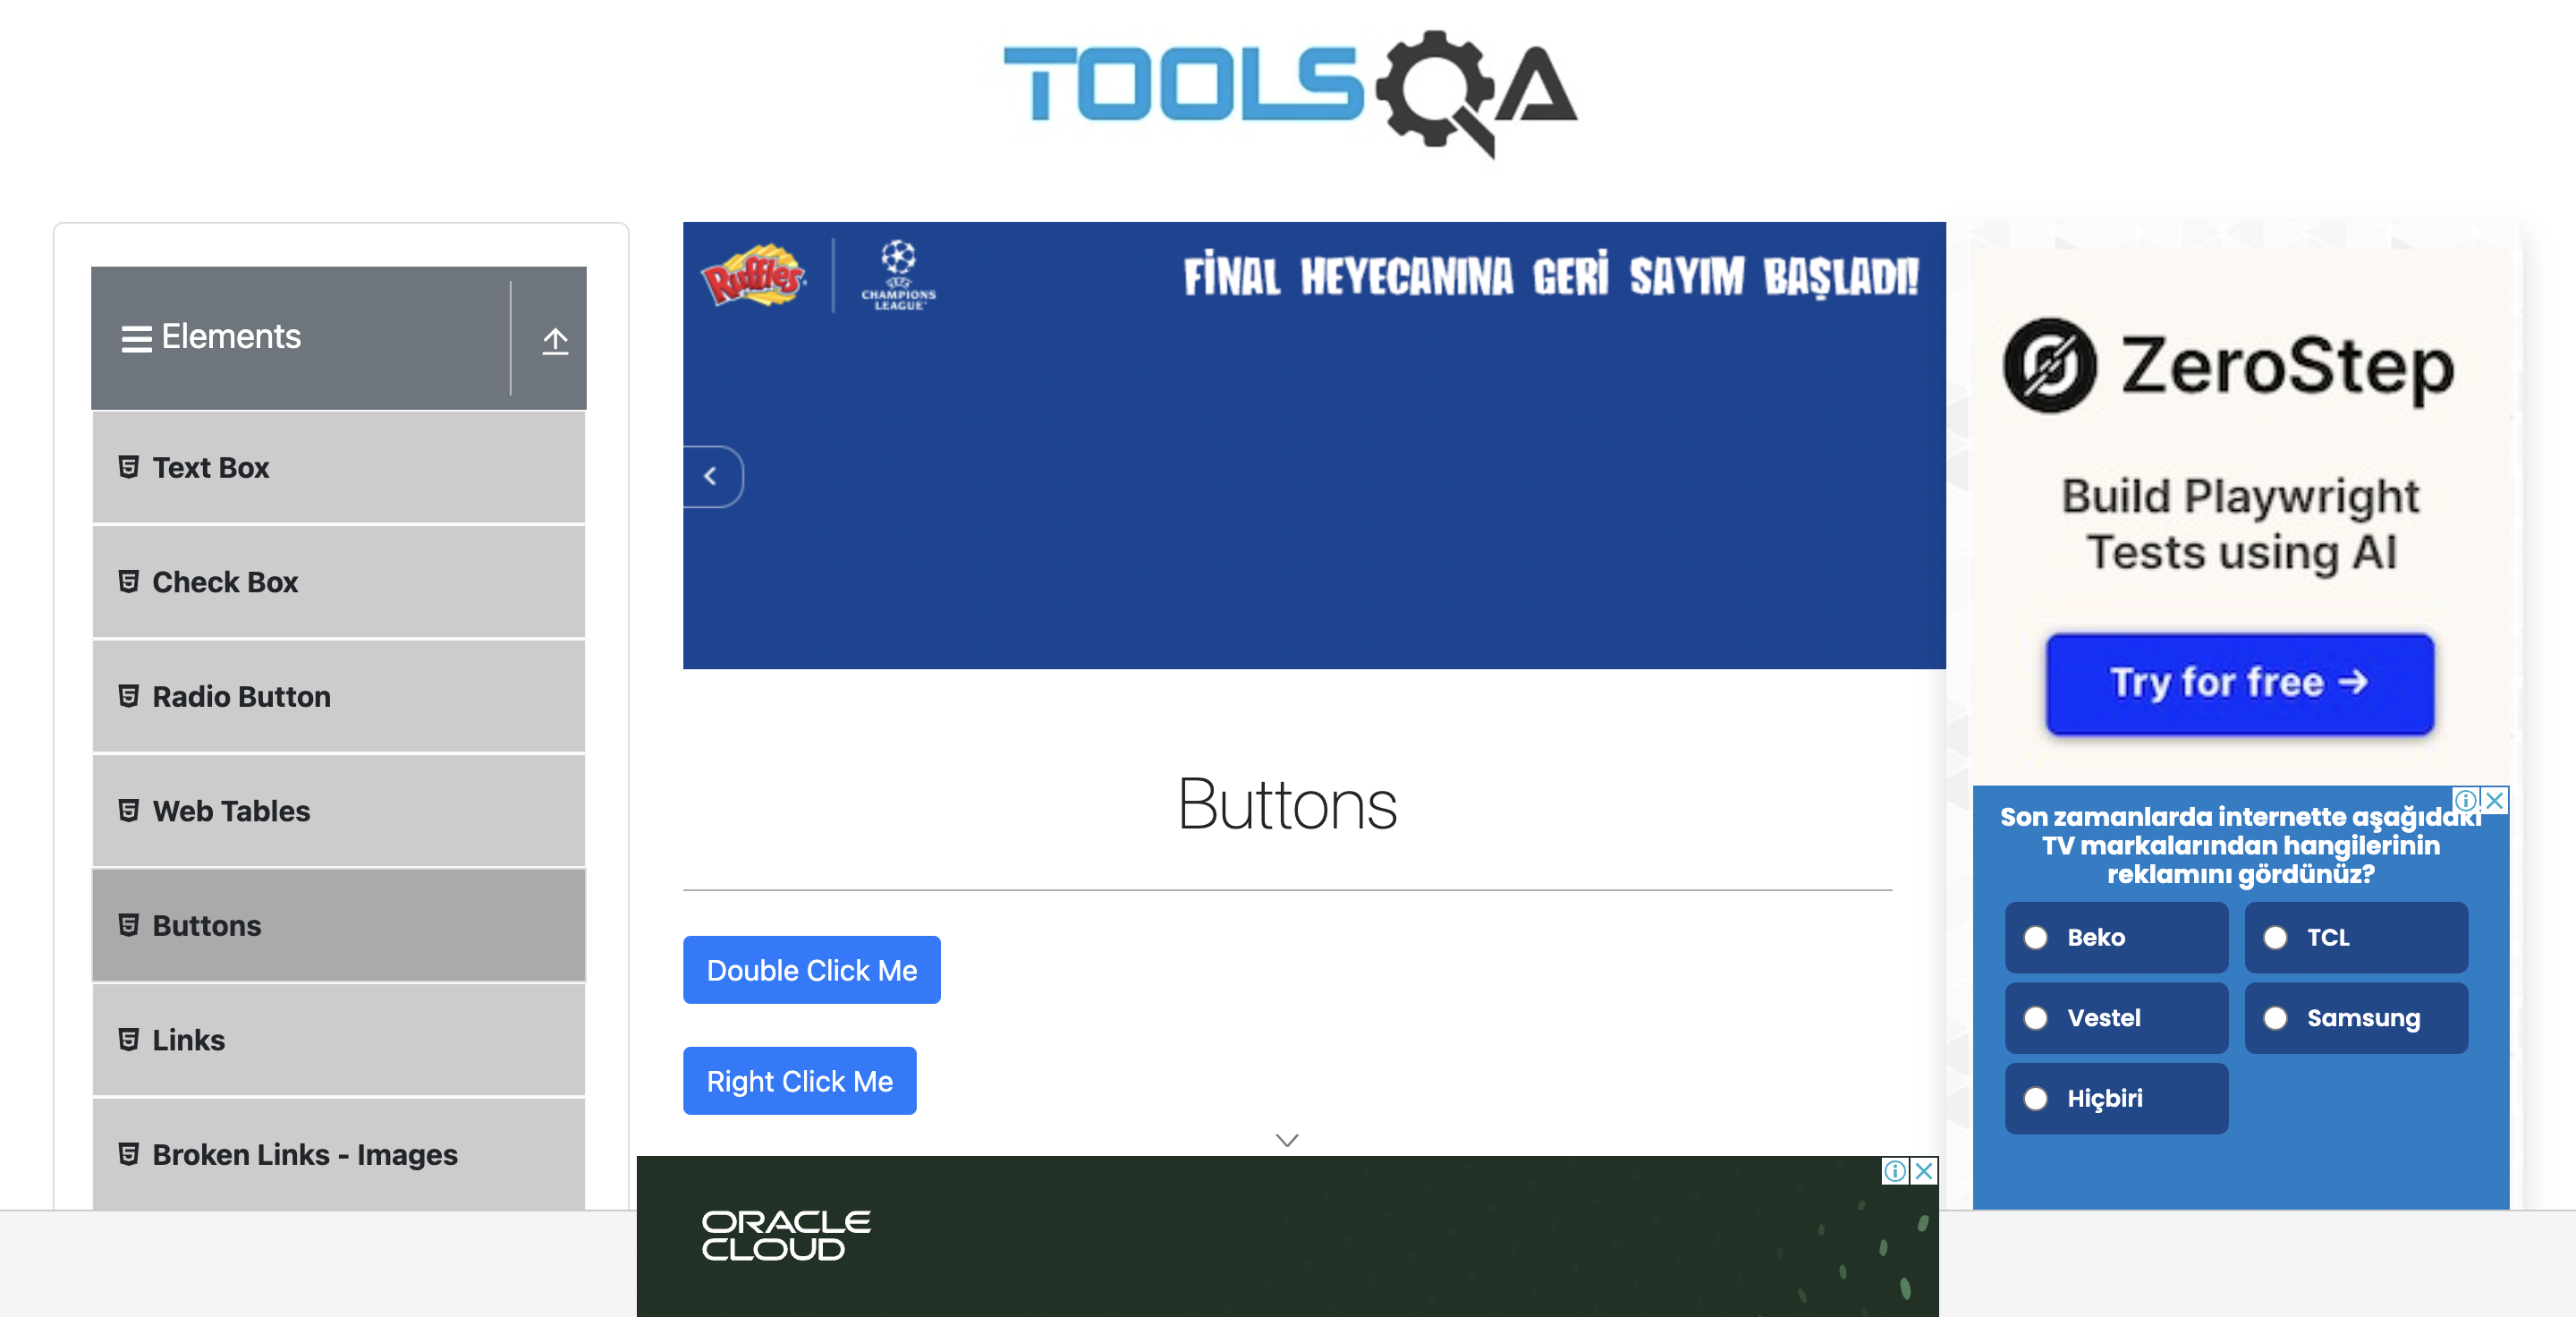 TOOLSQA
Elements
Text Box
Check Box
Radio Button
Web Tables
Buttons
Links
Broken Links - Images
Ruffles
UEFA
CHAMPIONS
LEAGUE
FİNAL HEYECANINA GERİ SAYIM BAŞLADI!
Buttons
Double Click Me
Right Click Me
ORACLE
CLOUD
ZeroStep
Build Playwright
Tests using AI
Try for free →
Son zamanlarda internette aşağıdaki
TV markalarından hangilerinin
reklamını gördünüz?
Beko
TCL
Vestel
Samsung
Hiçbiri